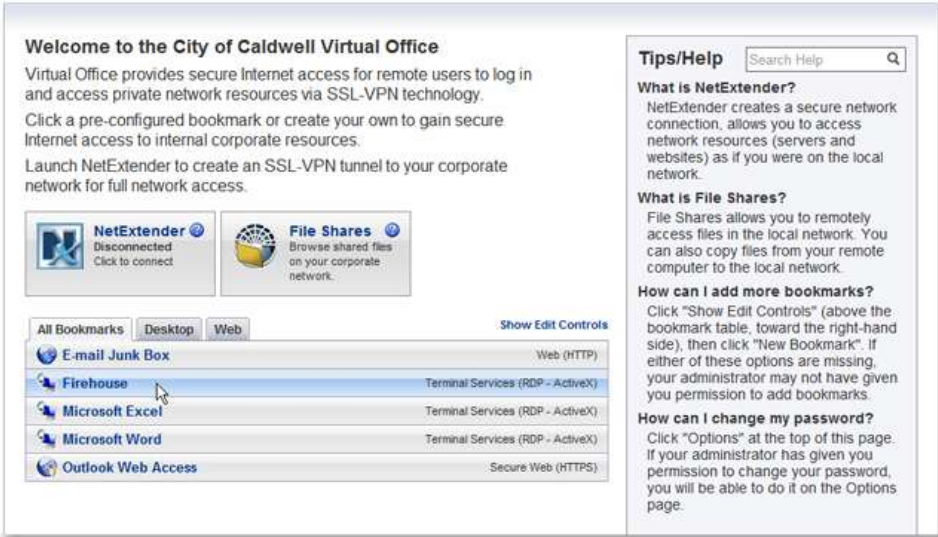 Welcome to the City of Caldwell Virtual Office
Virtual Office provides secure Internet access for remote users to log in
and access private network resources via SSL-VPN technology.
Click a pre-configured bookmark or create your own to gain secure
Internet access to internal corporate resources.
Launch NetExtender to create an SSL-VPN tunnel to your corporate
network for full network access.
NetExtender
Disconnected
Click to connect
File Shares
Browse shared files
on your corporate
network.
All Bookmarks Desktop Web Show Edit Controls
E-mail Junk Box Web (HTTP)
Firehouse Terminal Services (RDP - ActiveX)
Microsoft Excel Terminal Services (RDP - ActiveX)
Microsoft Word Terminal Services (RDP - ActiveX)
Outlook Web Access Secure Web (HTTPS)
Tips/Help Search Help
What is NetExtender?
NetExtender creates a secure network
connection, allows you to access
network resources (servers and
websites) as if you were on the local
network.
What is File Shares?
File Shares allows you to remotely
access files in the local network. You
can also copy files from your remote
computer to the local network.
How can I add more bookmarks?
Click "Show Edit Controls" (above the
bookmark table, toward the right-hand
side), then click "New Bookmark". If
either of these options are missing,
your administrator may not have given
you permission to add bookmarks.
How can I change my password?
Click "Options" at the top of this page.
If your administrator has given you
permission to change your password,
you will be able to do it on the Options
page.